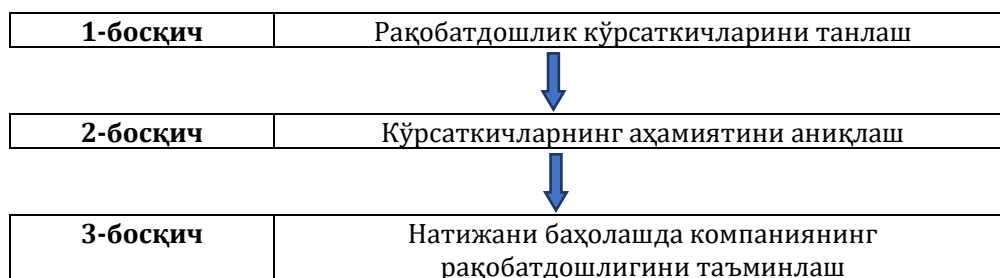 1-босқич Рақобатдошлик кўрсаткичларини танлаш
2-босқич Кўрсаткичларнинг аҳамиятини аниқлаш
3-босқич Натижани баҳолашда компаниянинг
рақобатдошлигини таъминлаш